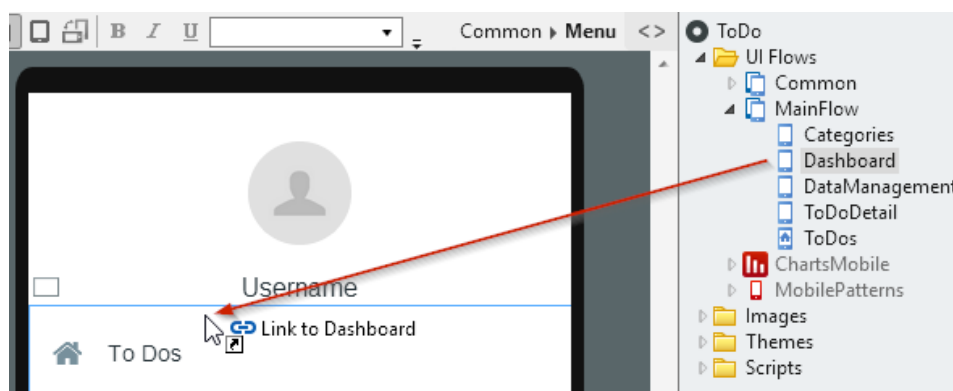 B I U
Common Menu <>
Username
Link to Dashboard
To Dos
ToDo
UI Flows
Common
MainFlow
Categories
Dashboard
DataManagement
ToDoDetail
ToDos
ChartsMobile
MobilePatterns
Images
Themes
Scripts